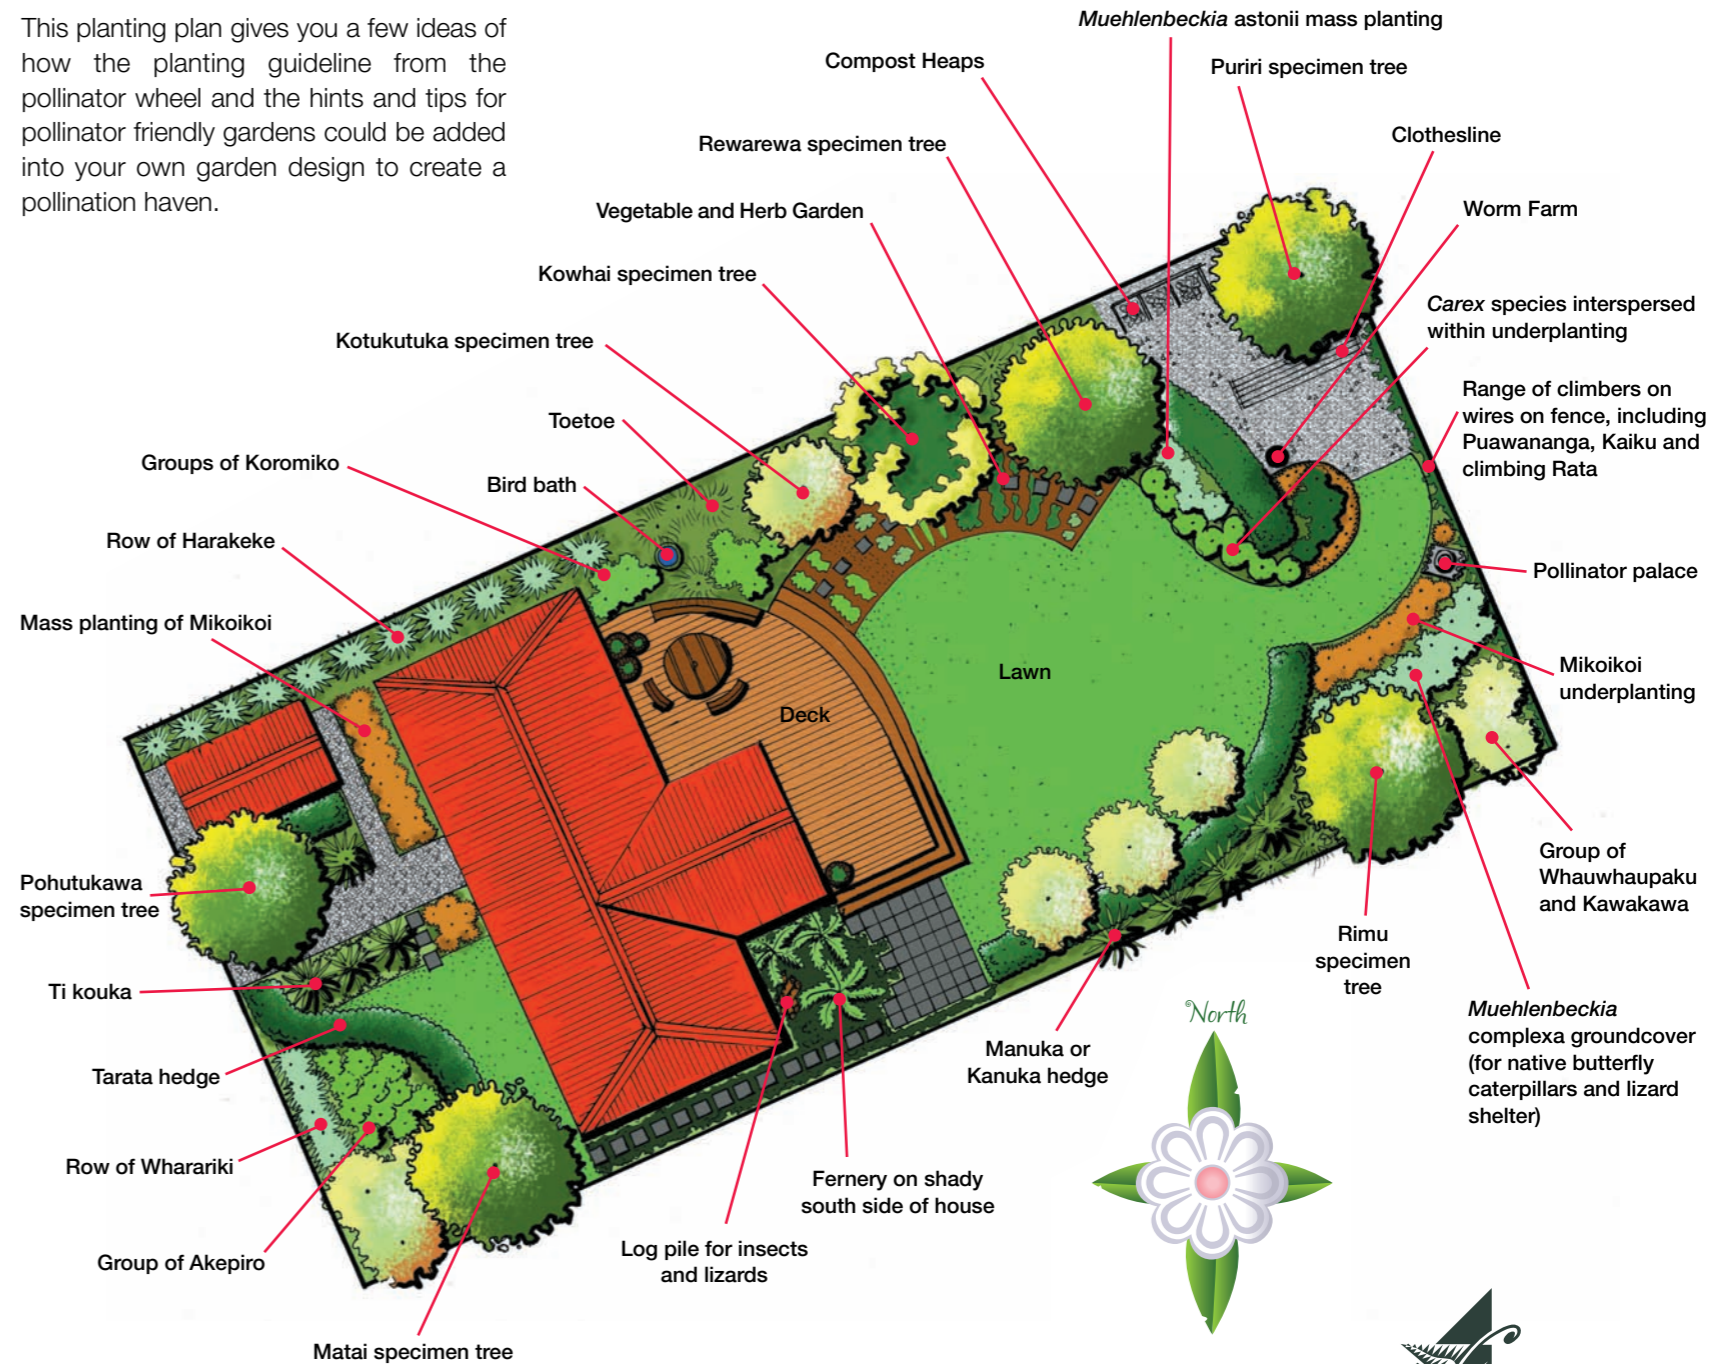 This planting plan gives you a few ideas of
how the planting guideline from the
pollinator wheel and the hints and tips for
pollinator friendly gardens could be added
into your own garden design to create a
pollination haven.
Muehlenbeckia astonii mass planting
Compost Heaps
Puriri specimen tree
Rewarewa specimen tree
Clothesline
Vegetable and Herb Garden
Worm Farm
Kowhai specimen tree
Carex species interspersed
within underplanting
Kotukutuka specimen tree
Range of climbers on
wires on fence, including
Puawananga, Kaiku and
climbing Rata
Toetoe
Groups of Koromiko
Bird bath
Row of Harakeke
Pollinator palace
Mass planting of Mikoikoi
Mikoikoi
underplanting
Lawn
Deck
Pohutukawa
specimen tree
Group of
Whauwhaupaku
and Kawakawa
Rimu
specimen
tree
Ti kouka
Muehlenbeckia
complexa groundcover
(for native butterfly
caterpillars and lizard
shelter)
North
Manuka or
Kanuka hedge
Tarata hedge
Row of Wharariki
Fernery on shady
south side of house
Group of Akepiro
Log pile for insects
and lizards
Matai specimen tree